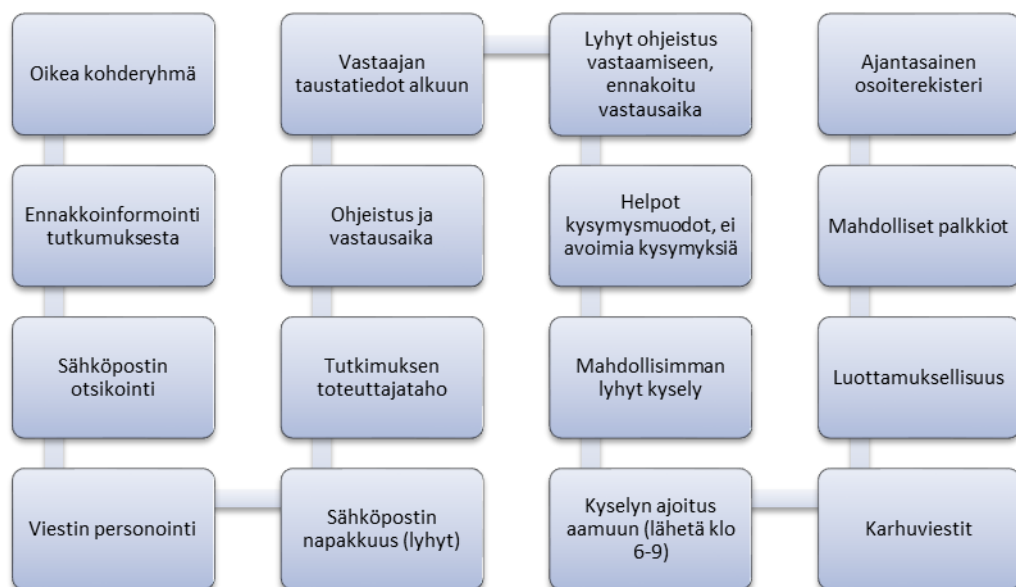 Oikea kohderyhmä
Ennakkoinformointi
tutkumuksesta
Sähköpostin
otsikointi
Viestin personointi
Sähköpostin
napakkuus (lyhyt)
Tutkimuksen
toteuttajataho
Ohjeistus ja
vastausaika
Vastaajan
taustatiedot alkuun
Lyhyt ohjeistus
vastaamiseen,
ennakoitu
vastausaika
Helpot
kysymysmuodot, ei
avoimia kysymyksiä
Mahdollisimman
lyhyt kysely
Kyselyn ajoitus
aamuun (lähetä klo
6-9)
Karhuviestit
Luottamuksellisuus
Mahdolliset palkkiot
Ajantasainen
osoiterekisteri